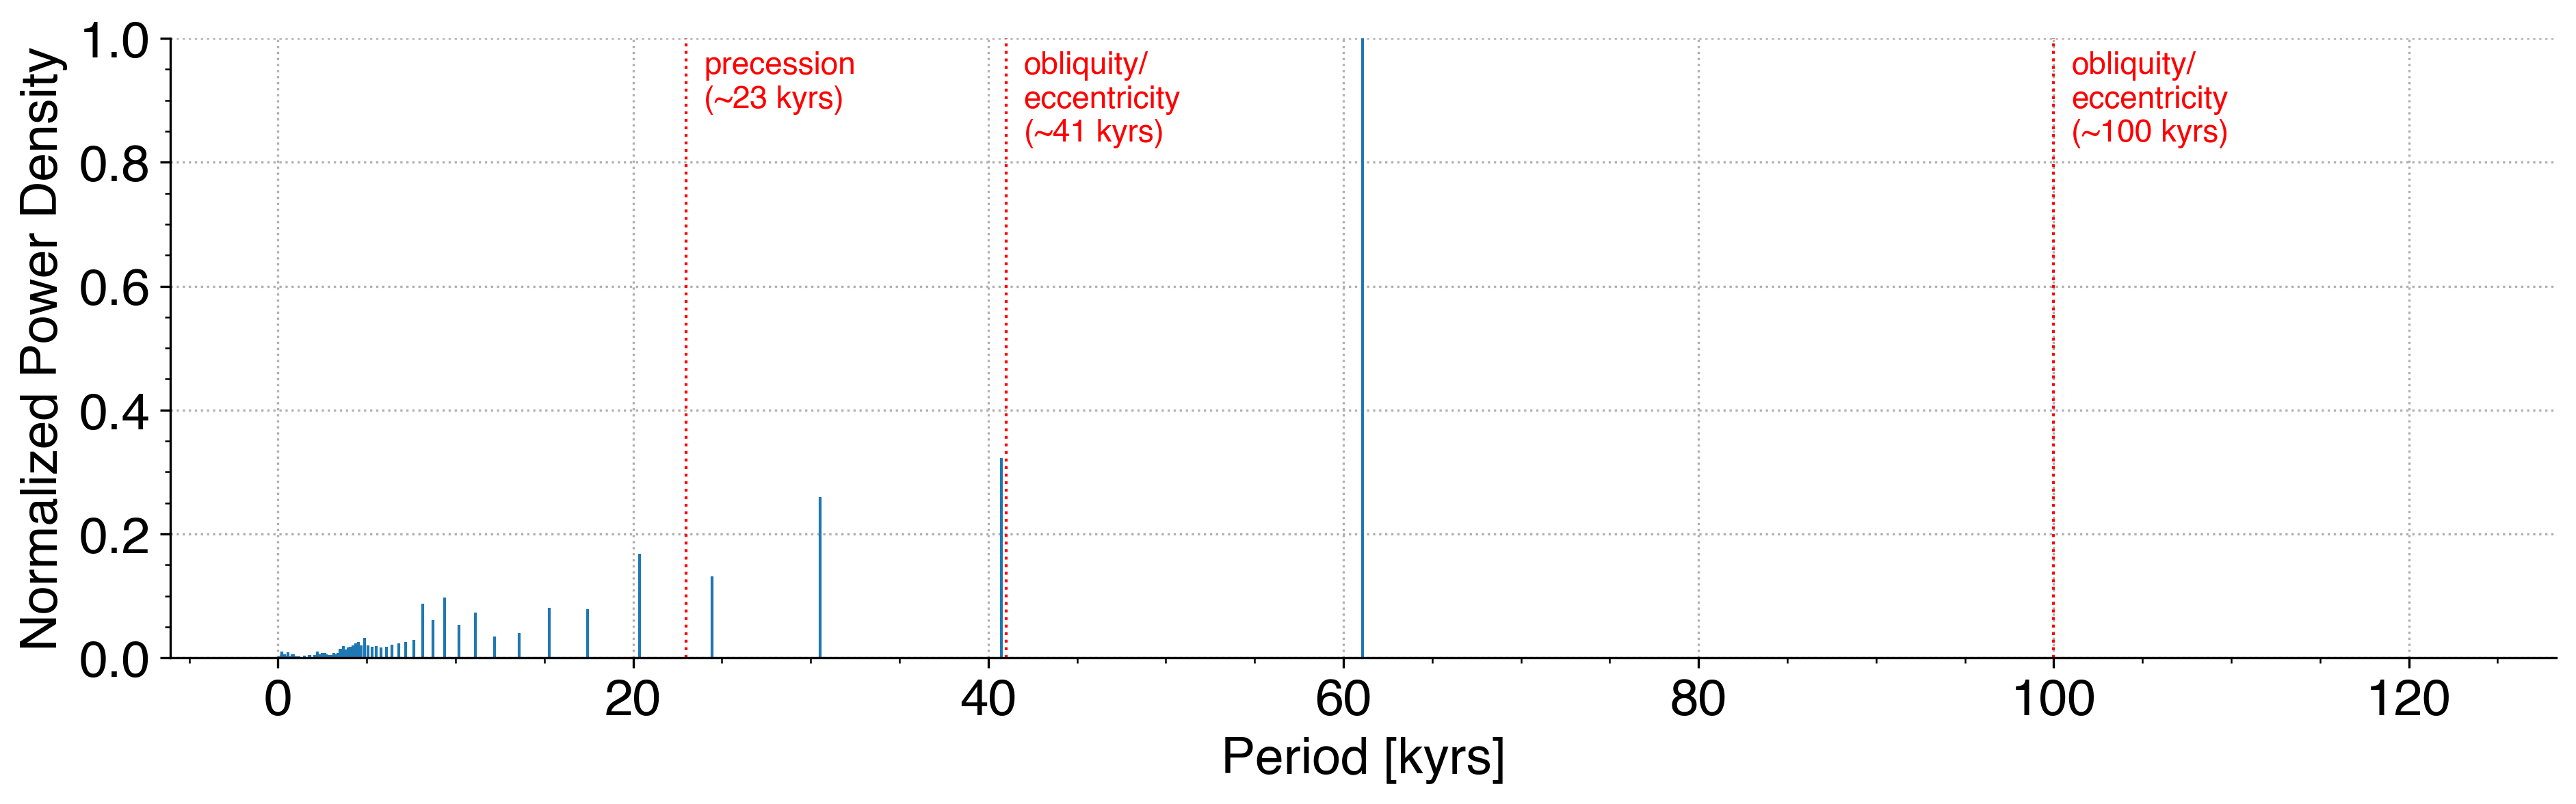 1.0
0.8
0.6
0.4
0.2
0.0
Normalized Power Density
precession
(~23 kyrs)
obliquity/
eccentricity
(~41 kyrs)
obliquity/
eccentricity
(~100 kyrs)
0 20 40 60 80 100 120
Period [kyrs]